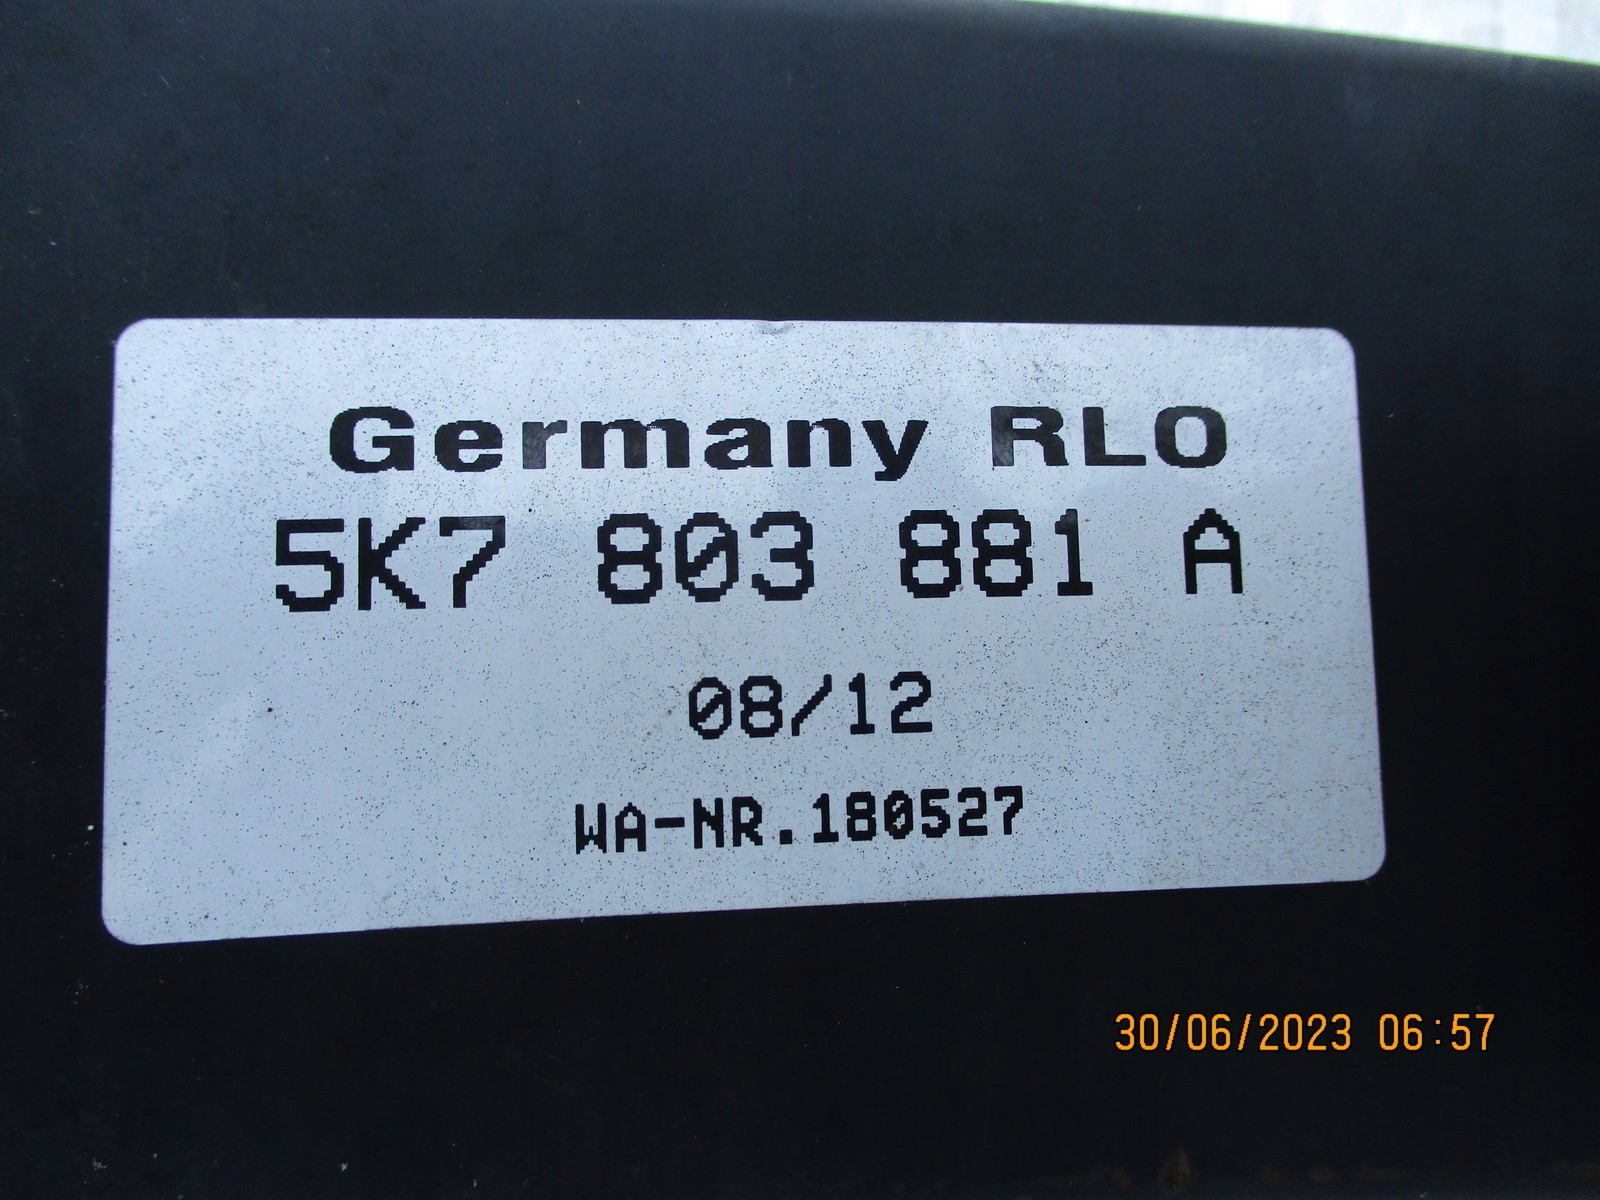 Germany RLO
5K7 803 881 A
08/12
WA-NR.180527
30/06/2023 06:57